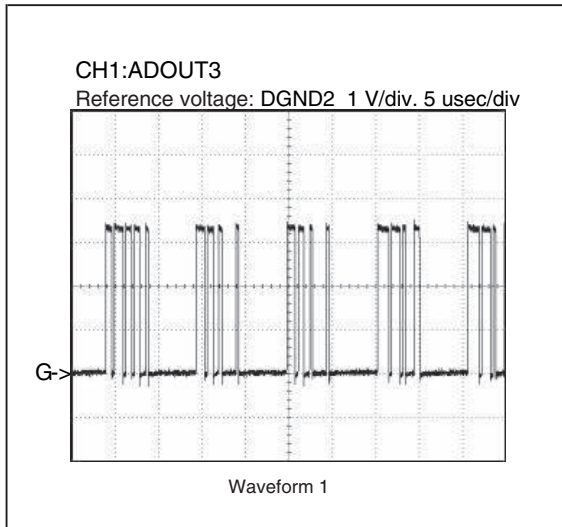 CH1:ADOUT3
Reference voltage: DGND2 1 V/div. 5 usec/div
G->
Waveform 1